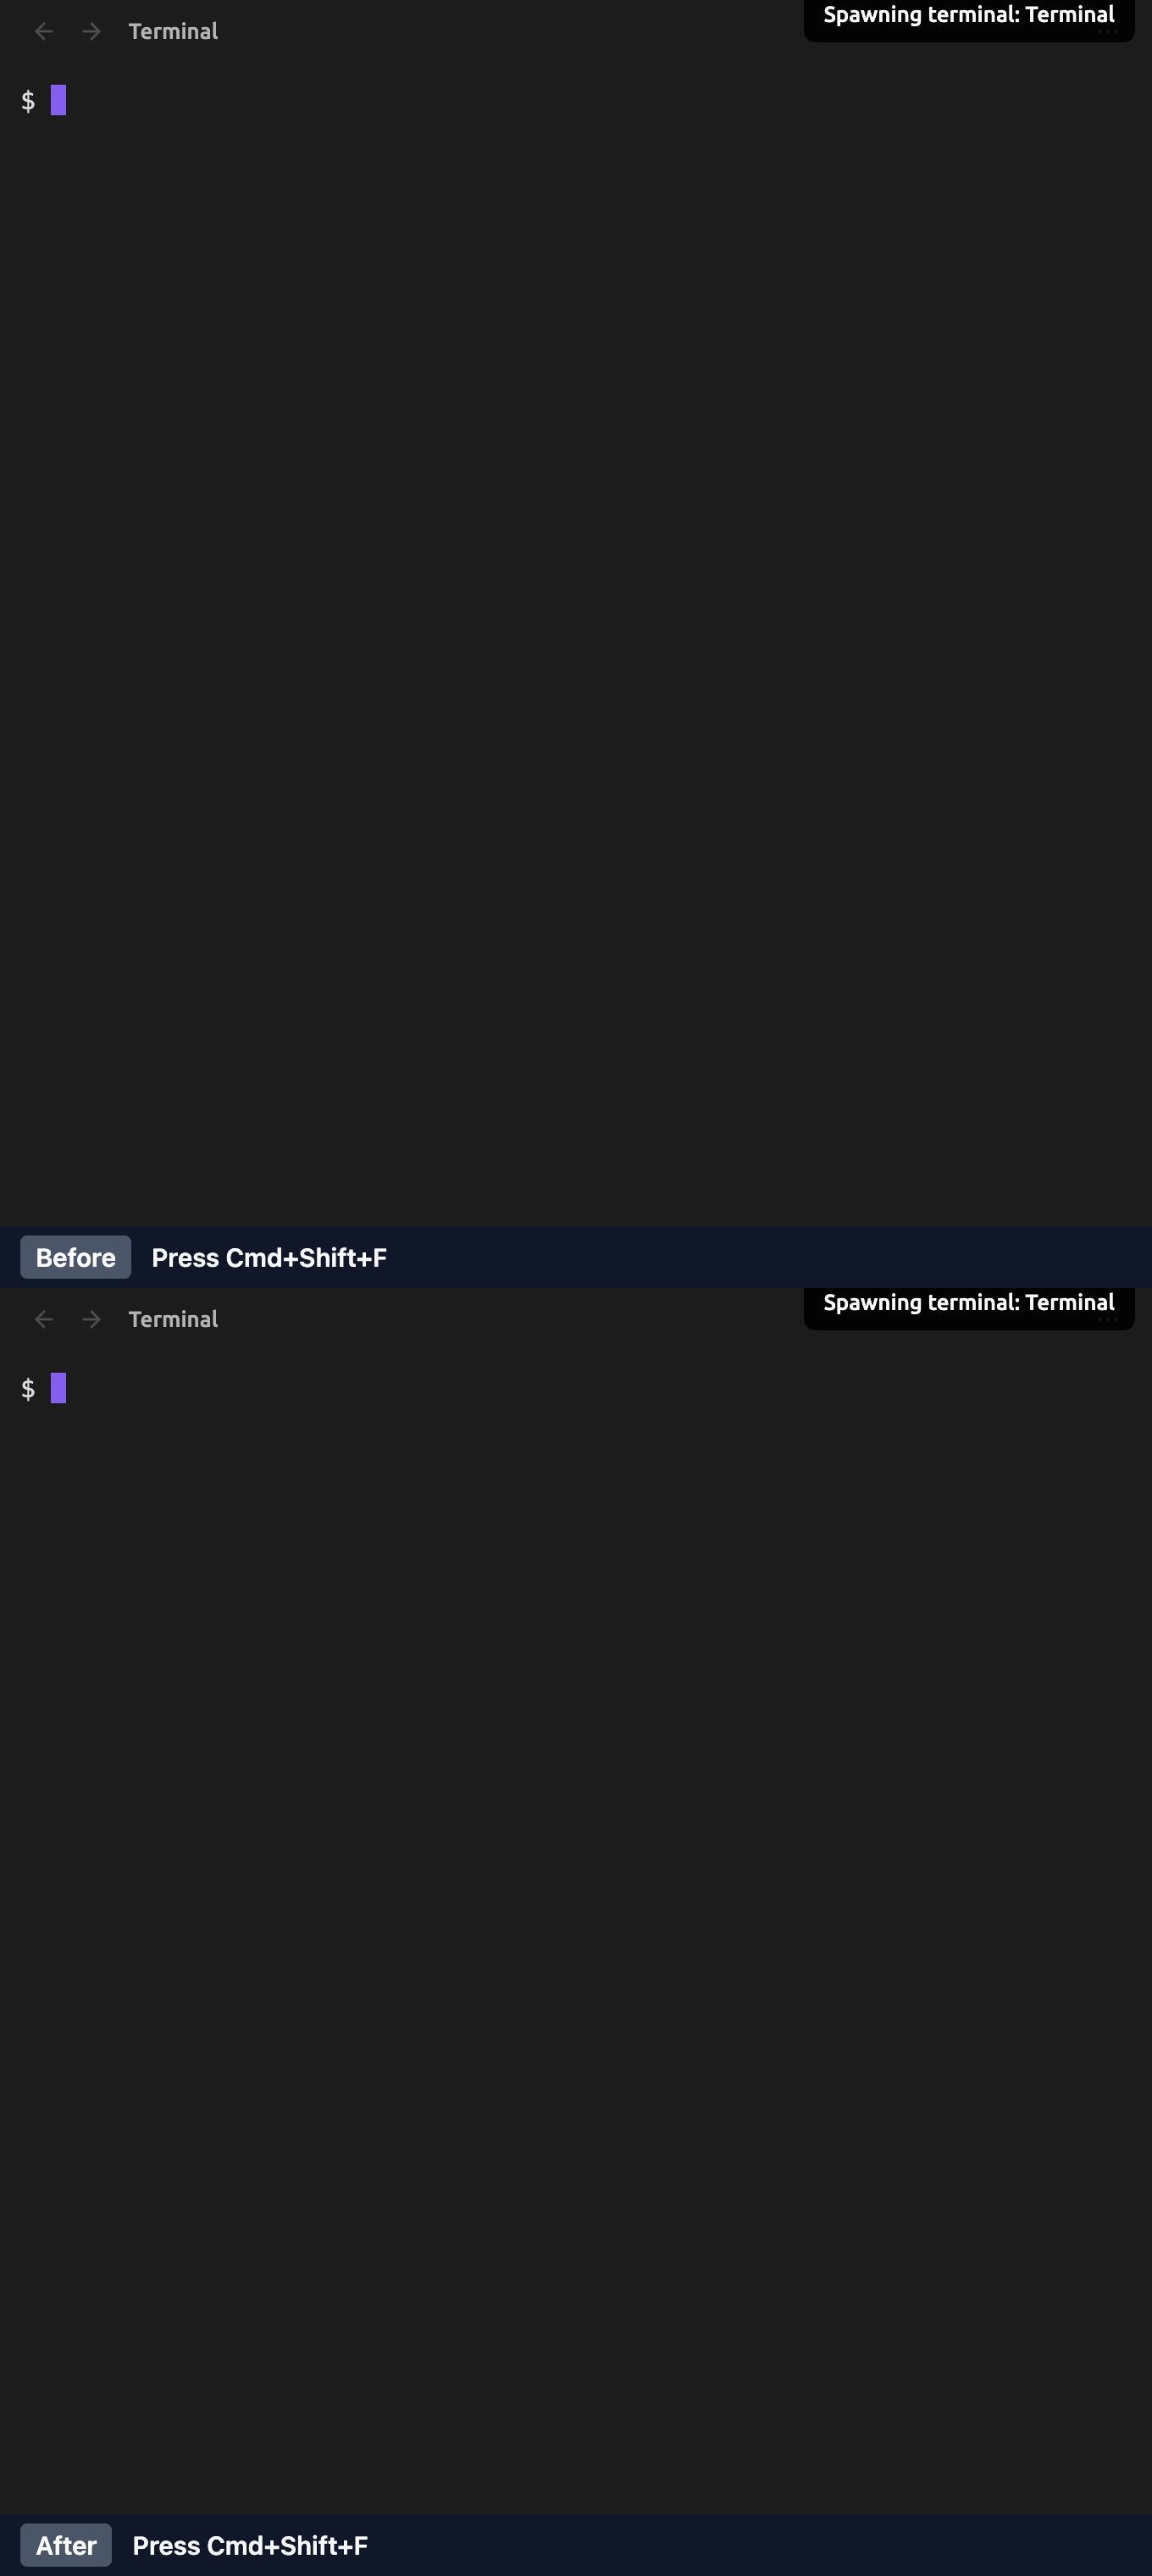 Terminal
Spawning terminal: Terminal
$
Before Press Cmd+Shift+F
Terminal
Spawning terminal: Terminal
$
After Press Cmd+Shift+F